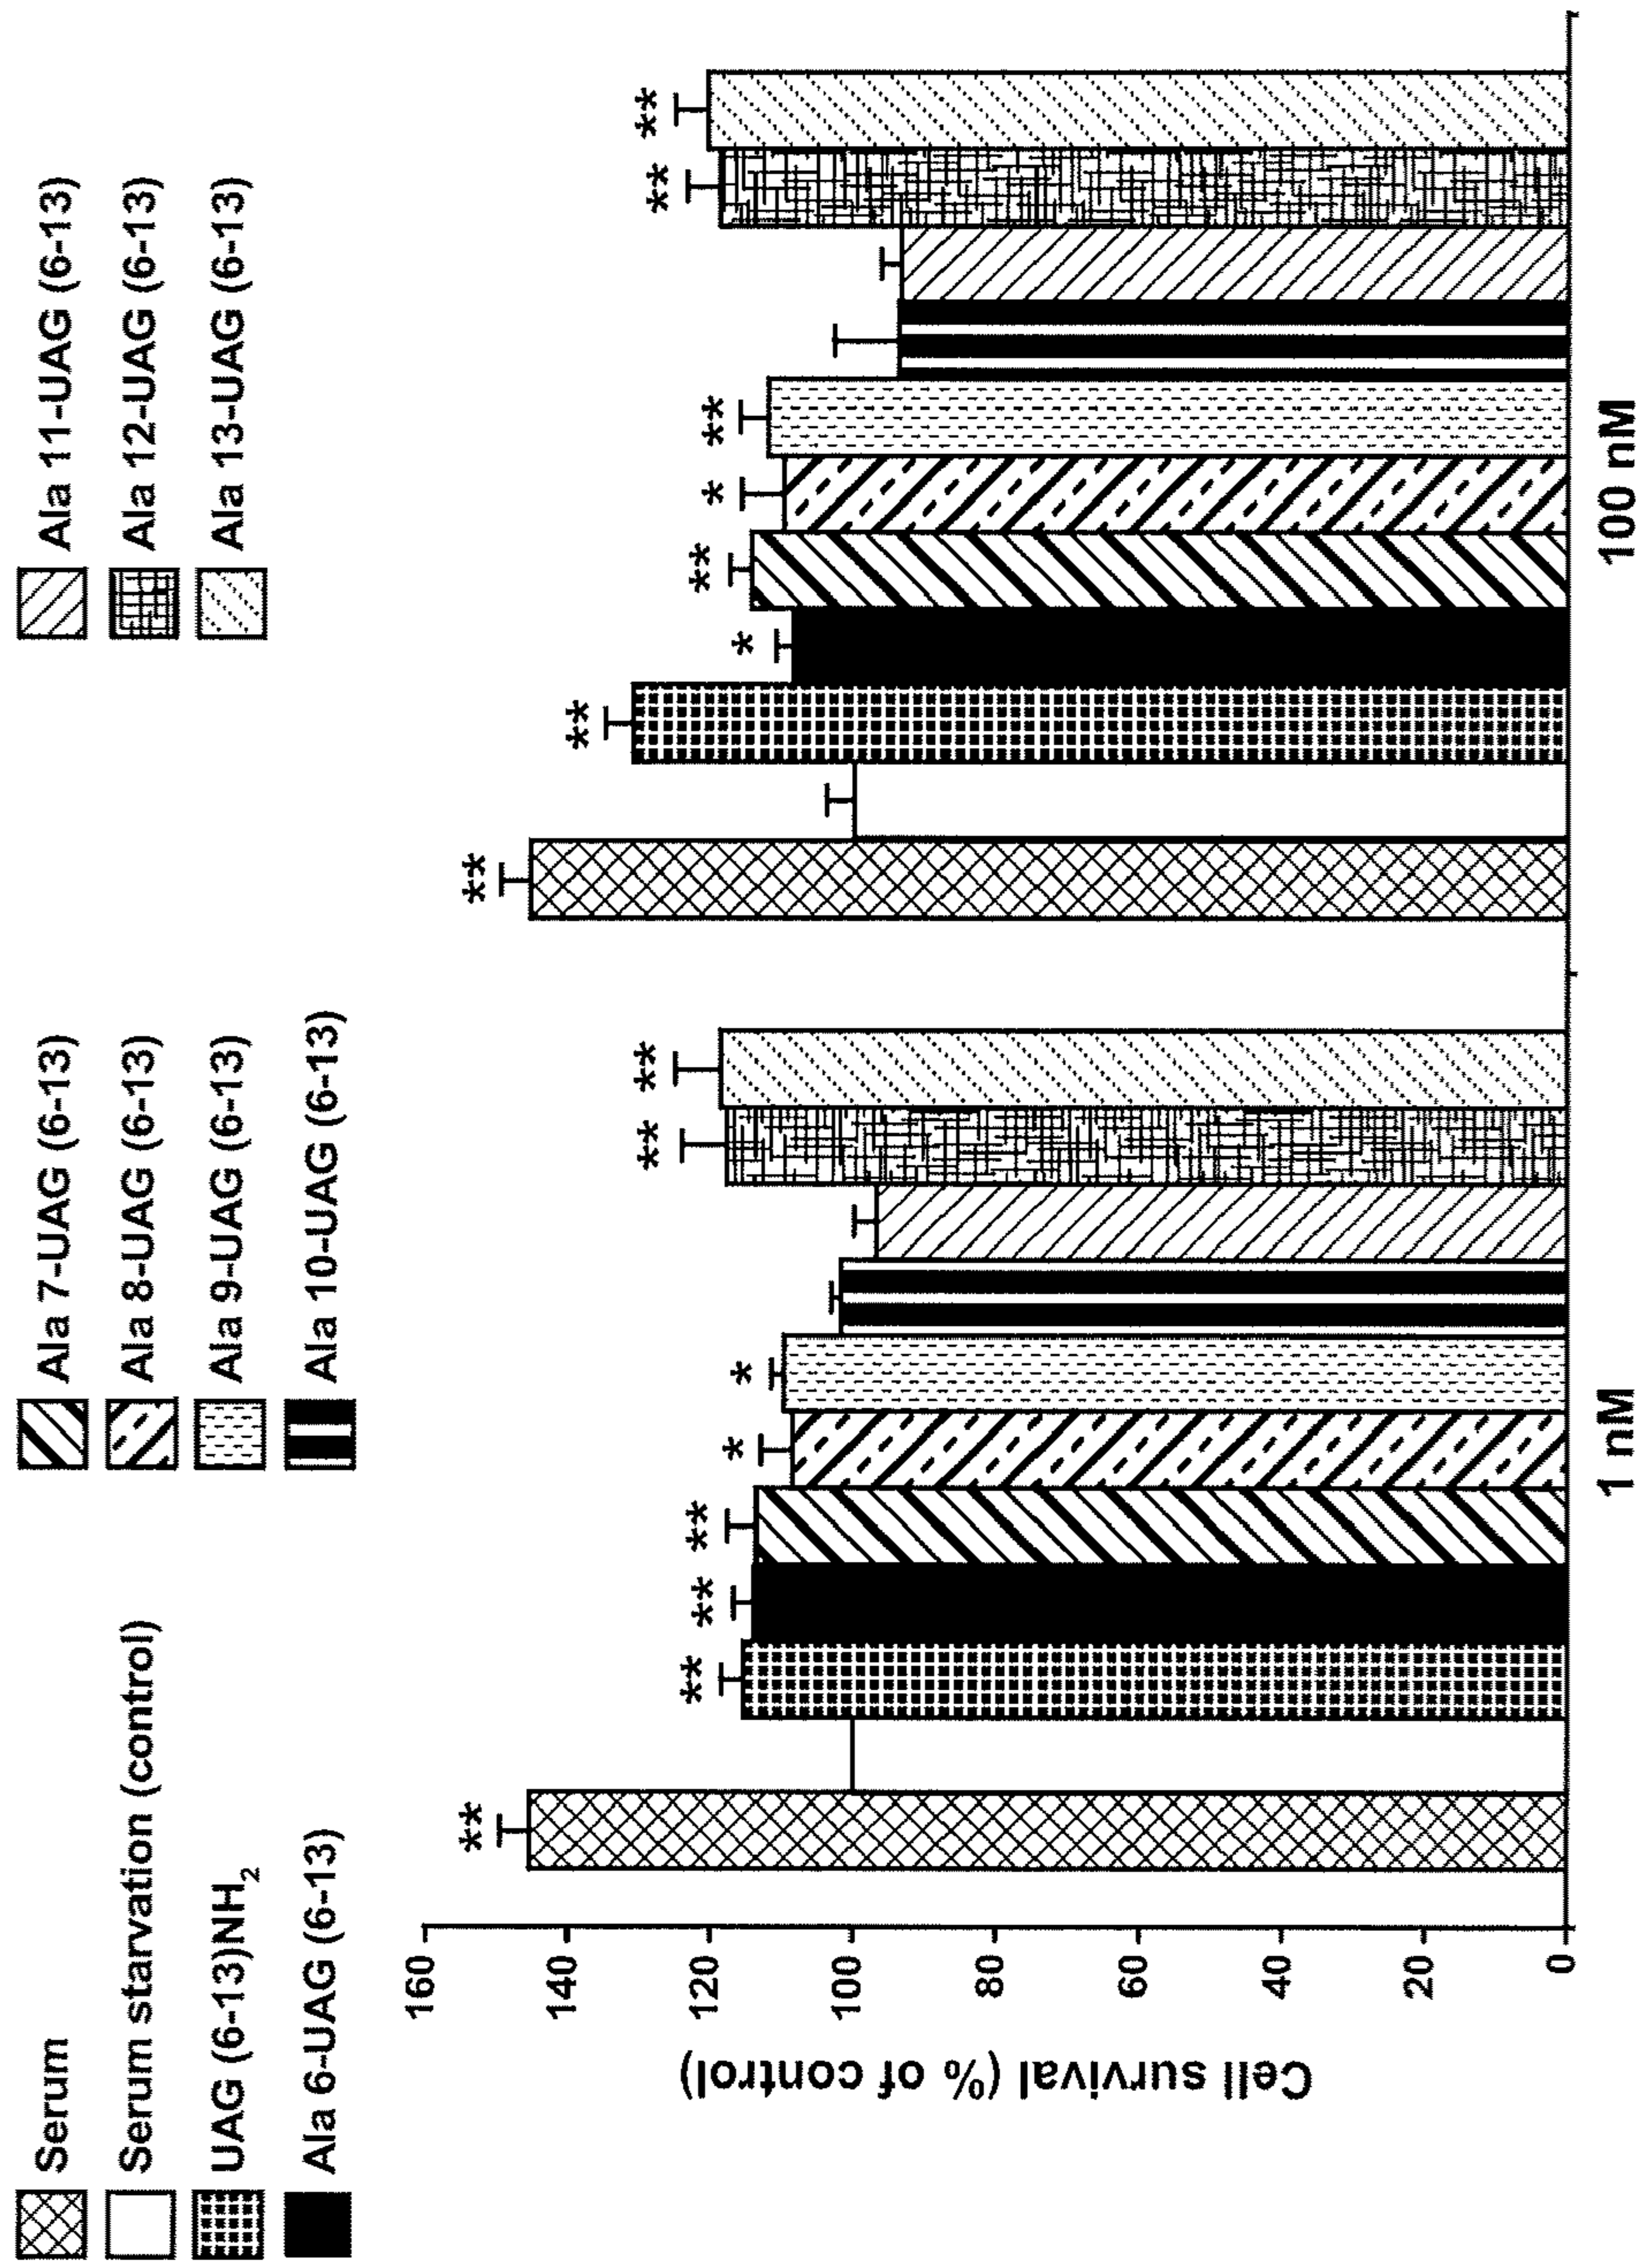 Serum
Serum starvation (control)
UAG (6-13)NH₂
Ala 6-UAG (6-13)
Ala 7-UAG (6-13)
Ala 8-UAG (6-13)
Ala 9-UAG (6-13)
Ala 10-UAG (6-13)
Ala 11-UAG (6-13)
Ala 12-UAG (6-13)
Ala 13-UAG (6-13)
Cell survival (% of control)
160
140
120
100
80
60
40
20
0
** ** ** ** * * ** **
** ** * ** * ** ** **
1 nM
100 nM